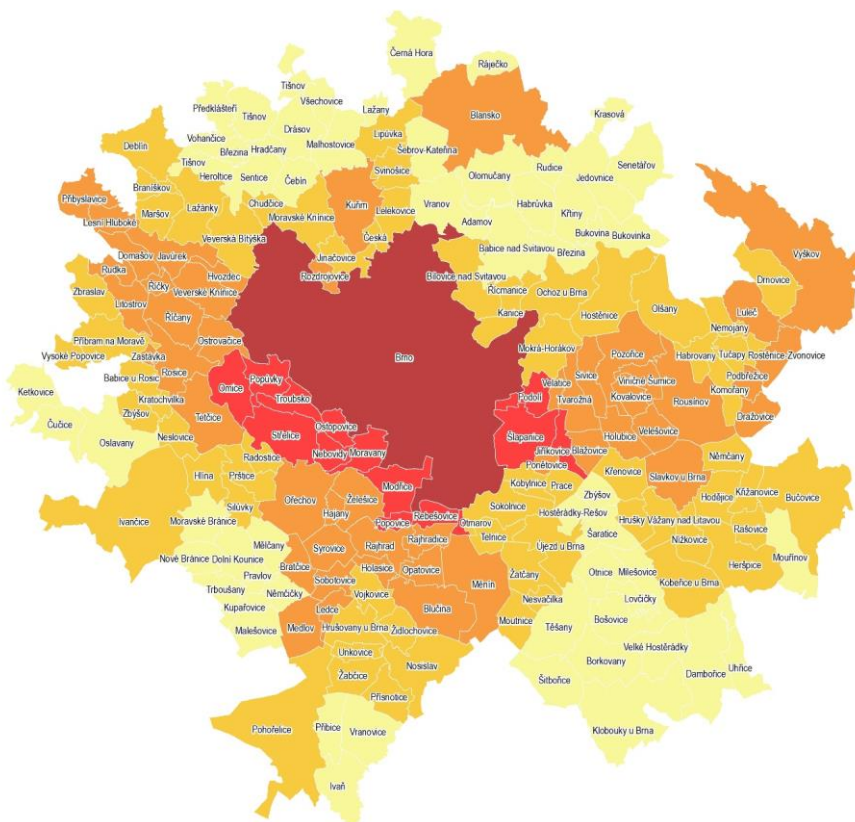 Černá Hora
Ráječko
Tišnov
Všechovice
Předklášteří
Tišnov
Lažany
Blansko
Krasová
Drásov
Vohančice
Malhostovice
Lipůvka
Deblín
Březina
Hradčany
Šebrov-Kateřina
Tišnov
Heroltice
Sentice
Čebín
Svinošice
Olomučany
Rudice
Jedovnice
Senetářov
Braníškov
Přibyslavice
Maršov
Lažánky
Chudčice
Kuřim
Lelekovice
Vranov
Habrůvka
Lesní Hluboké
Moravské Knínice
Adamov
Křtiny
Bukovina
Bukovinka
Veverská Bítýška
Česká
Babice nad Svitavou
Březina
Domašov
Javůrek
Jinačovice
Vyškov
Rudka
Říčky
Hvozdec
Rozdrojovice
Bílovice nad Svitavou
Drnovice
Zbraslav
Litostrov
Veverské Knínice
Řícmanice
Ochoz u Brna
Olšany
Říčany
Kanice
Hostěnice
Luleč
Příbram na Moravě
Ostrovačice
Nemojany
Vysoké Popovice
Zastávka
Brno
Mokrá-Horákov
Pozořice
Habrovany
Tučapy
Rostěnice
Zvonovice
Babice u Rosic
Rosice
Popůvky
Velatice
Sivice
Viničné Šumice
Podbřežice
Ketkovice
Kratochvilka
Omice
Troubsko
Podolí
Tvarožná
Kovalovice
Rousínov
Komořany
Čučice
Zbýšov
Tetčice
Ostopovice
Dražovice
Oslavany
Neslovice
Střelice
Šlapanice
Holubice
Velešovice
Radostice
Nebovidy
Moravany
Jiříkovice
Blažovice
Němčany
Hlína
Prštice
Modřice
Ponětovice
Křenovice
Slavkov u Brna
Kobylnice
Prace
Zbýšov
Hodějice
Křižanovice
Bučovice
Silůvky
Ořechov
Želešice
Sokolnice
Hostěrádky-Rešov
Ivančice
Moravské Bránice
Hajany
Popovice
Rebešovice
Otmarov
Šaratice
Hrušky
Vážany nad Litavou
Rašovice
Telnice
Nížkovice
Mělčany
Syrovice
Rajhrad
Rajhradice
Újezd u Brna
Nové Bránice
Dolní Kounice
Heršpice
Mouřínov
Bratčice
Holasice
Opatovice
Žatčany
Otnice
Milešovice
Kobeřice u Brna
Pravlov
Sobotovice
Měnín
Trboušany
Němčičky
Vojkovice
Nesvačilka
Lovčičky
Kupařovice
Ledce
Blučina
Moutnice
Bošovice
Malešovice
Medlov
Hrušovany u Brna
Židlochovice
Těšany
Velké Hostěrádky
Unkovice
Borkovany
Uhřice
Nosislav
Dambořice
Žabčice
Šitbořice
Přísnotice
Pohořelice
Přibice
Vranovice
Klobouky u Brna
Ivaň